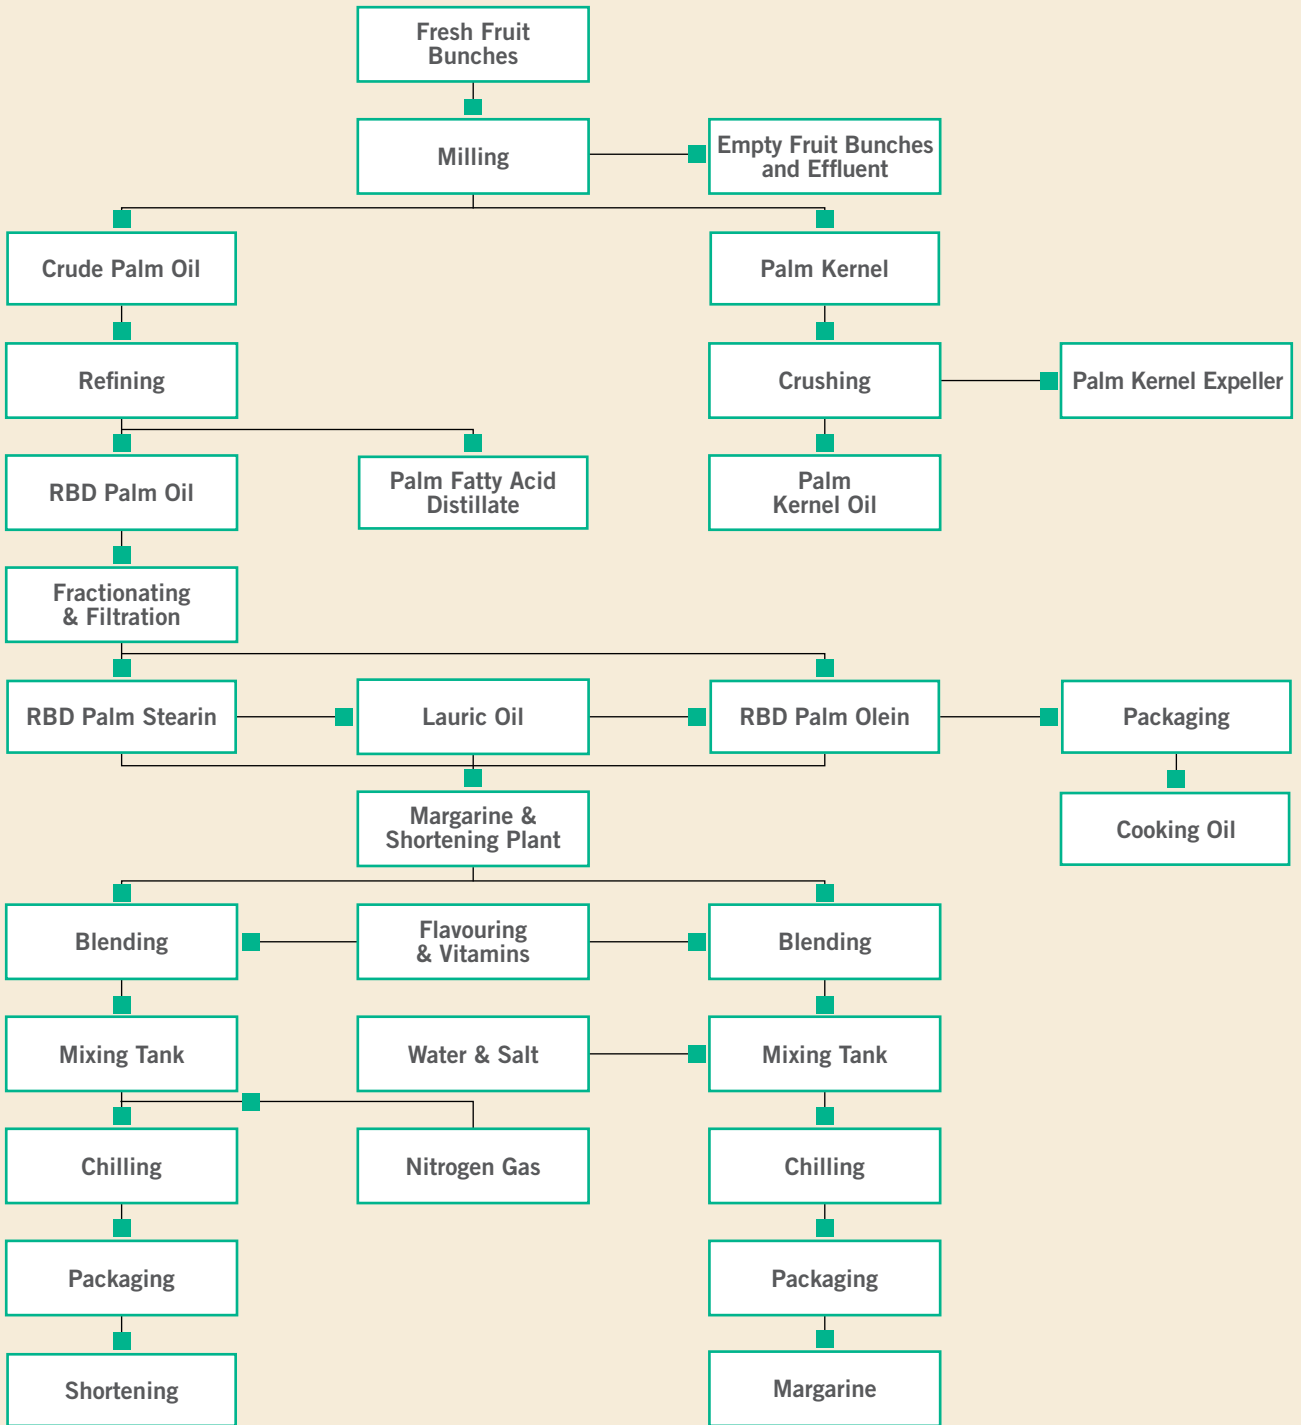 Fresh Fruit
Bunches
Milling
Empty Fruit Bunches
and Effluent
Crude Palm Oil
Palm Kernel
Refining
Crushing
Palm Kernel Expeller
RBD Palm Oil
Palm Fatty Acid
Distillate
Palm
Kernel Oil
Fractionating
& Filtration
RBD Palm Stearin
Lauric Oil
RBD Palm Olein
Packaging
Margarine &
Shortening Plant
Cooking Oil
Blending
Flavouring
& Vitamins
Blending
Mixing Tank
Water & Salt
Mixing Tank
Chilling
Nitrogen Gas
Chilling
Packaging
Packaging
Shortening
Margarine